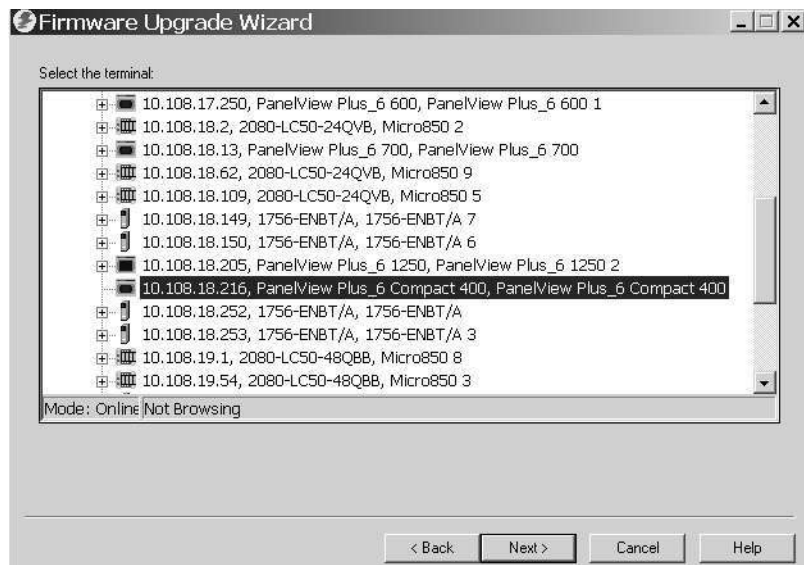 Firmware Upgrade Wizard
Select the terminal:
10.108.17.250, PanelView Plus_6 600, PanelView Plus_6 600 1
10.108.18.2, 2080-LC50-24QVB, Micro850 2
10.108.18.13, PanelView Plus_6 700, PanelView Plus_6 700
10.108.18.62, 2080-LC50-24QVB, Micro850 9
10.108.18.109, 2080-LC50-24QVB, Micro850 5
10.108.18.149, 1756-ENBT/A, 1756-ENBT/A 7
10.108.18.150, 1756-ENBT/A, 1756-ENBT/A 6
10.108.18.205, PanelView Plus_6 1250, PanelView Plus_6 1250 2
10.108.18.216, PanelView Plus_6 Compact 400, PanelView Plus_6 Compact 400
10.108.18.252, 1756-ENBT/A, 1756-ENBT/A
10.108.18.253, 1756-ENBT/A, 1756-ENBT/A 3
10.108.19.1, 2080-LC50-48QBB, Micro850 8
10.108.19.54, 2080-LC50-48QBB, Micro850 3
Mode: Online Not Browsing
< Back Next > Cancel Help